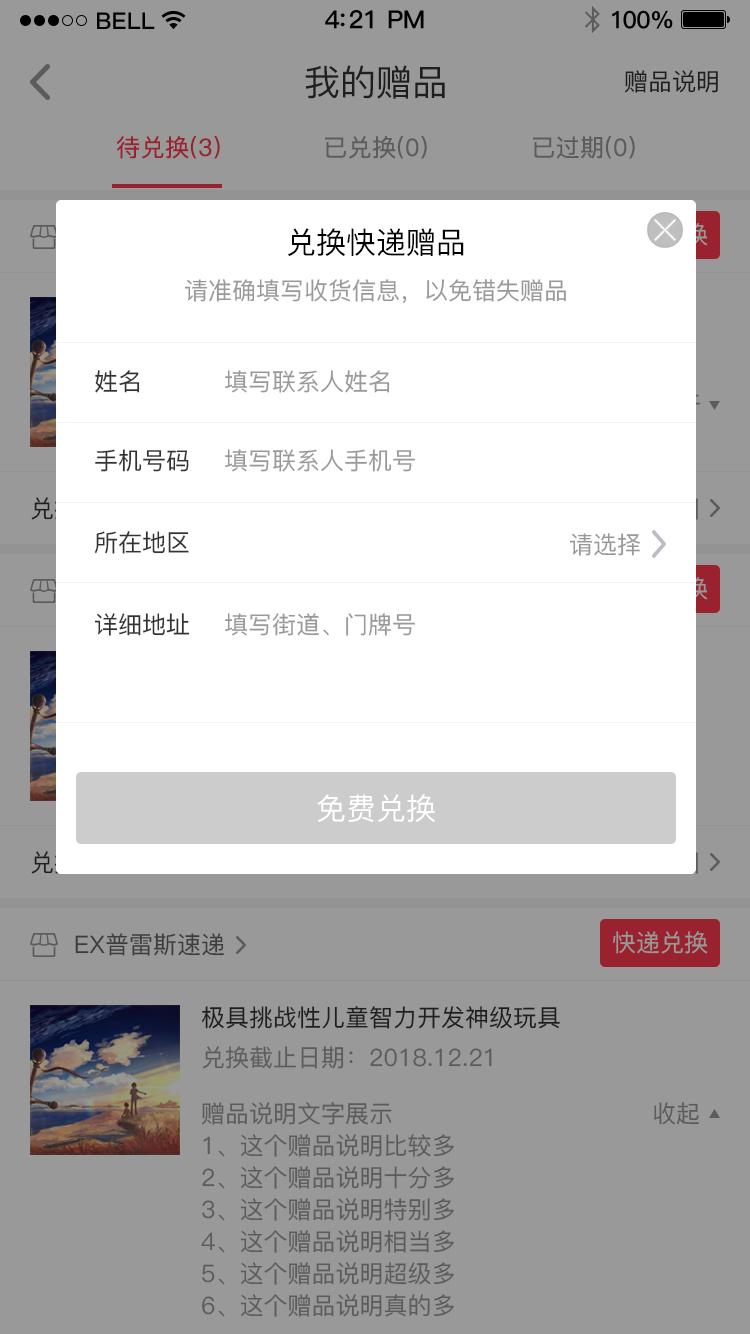 BELL 4:21 PM 100%
我的赠品 赠品说明
待兑换(3) 已兑换(0) 已过期(0)
换
兑换快递赠品
请准确填写收货信息，以免错失赠品
姓名 填写联系人姓名
手机号码 填写联系人手机号
兑
所在地区 请选择
换
详细地址 填写街道、门牌号
免费兑换
兑
EX普雷斯速递 快递兑换
极具挑战性儿童智力开发神级玩具
兑换截止日期：2018.12.21
赠品说明文字展示 收起
1、这个赠品说明比较多
2、这个赠品说明十分多
3、这个赠品说明特别多
4、这个赠品说明相当多
5、这个赠品说明超级多
6、这个赠品说明真的多